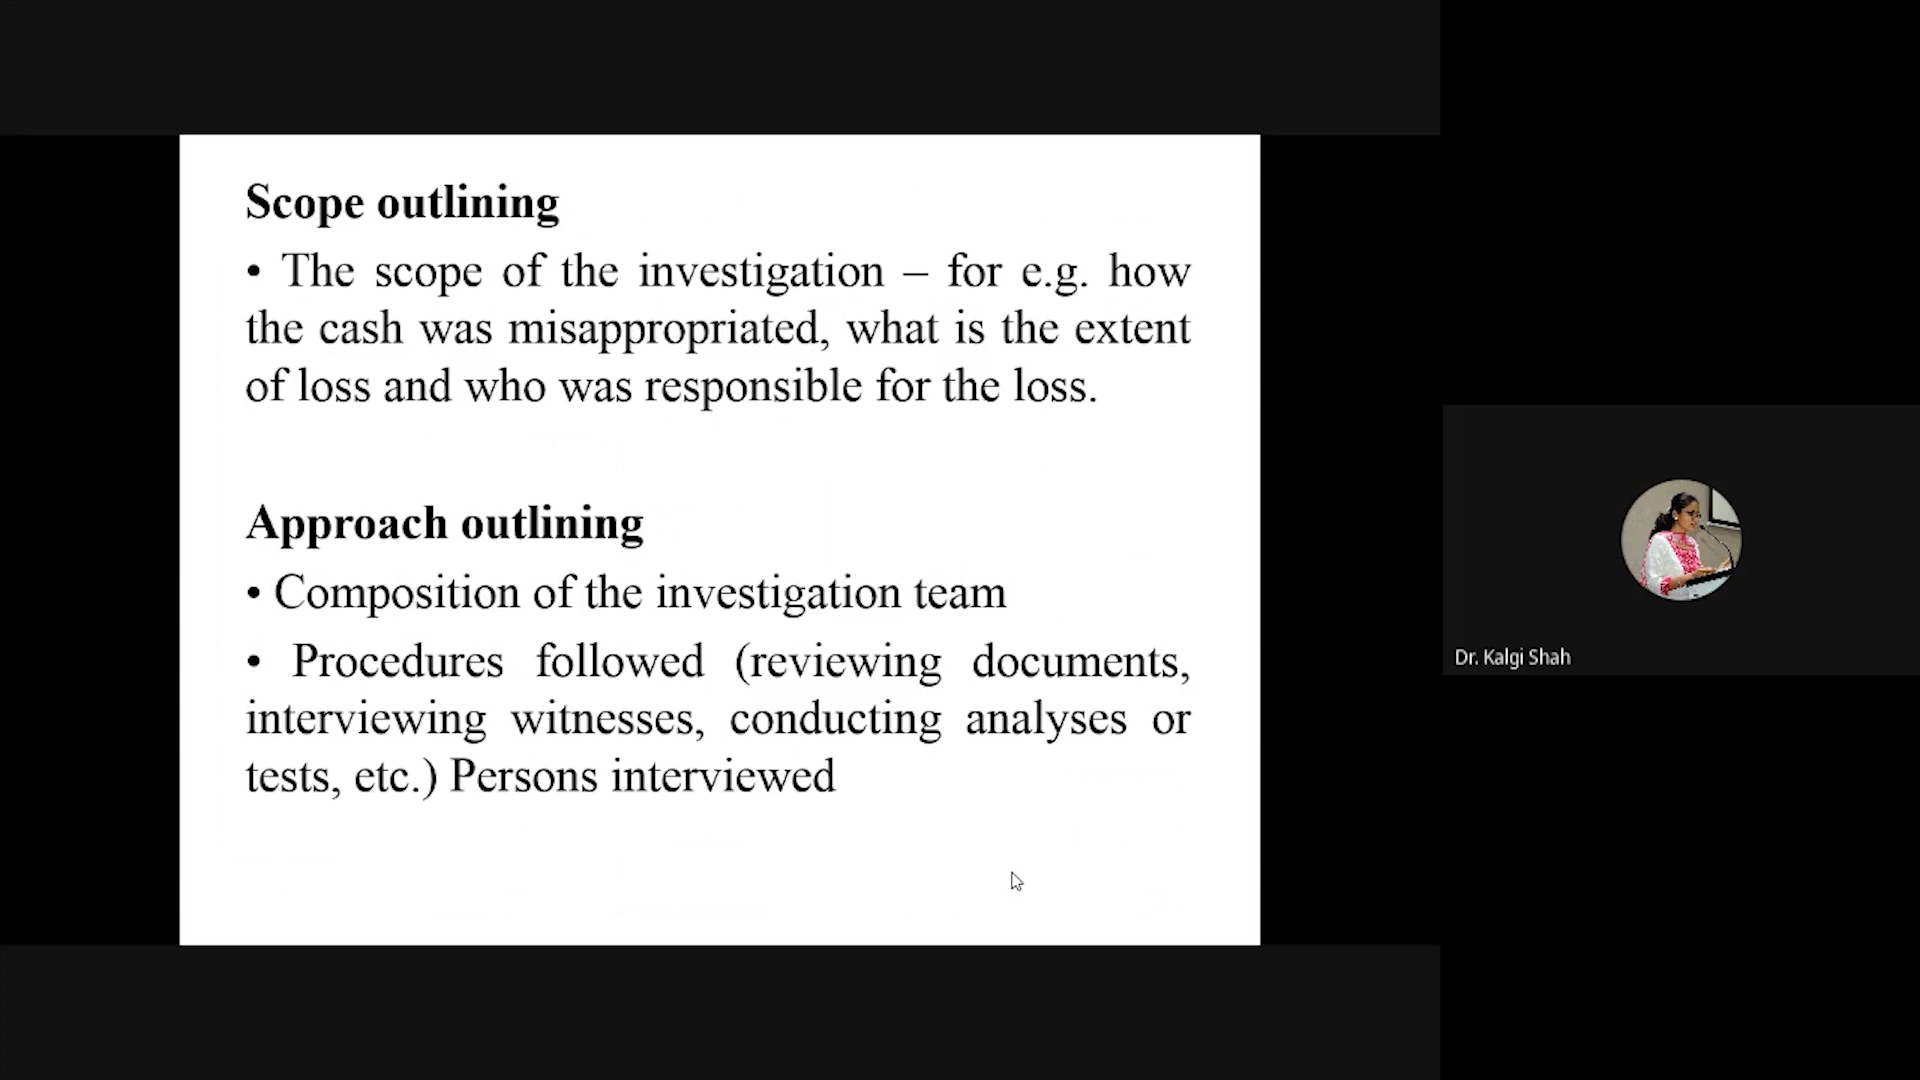 Scope outlining
• The scope of the investigation – for e.g. how
the cash was misappropriated, what is the extent
of loss and who was responsible for the loss.
Approach outlining
• Composition of the investigation team
• Procedures followed (reviewing documents,
interviewing witnesses, conducting analyses or
tests, etc.) Persons interviewed
Dr. Kalgi Shah